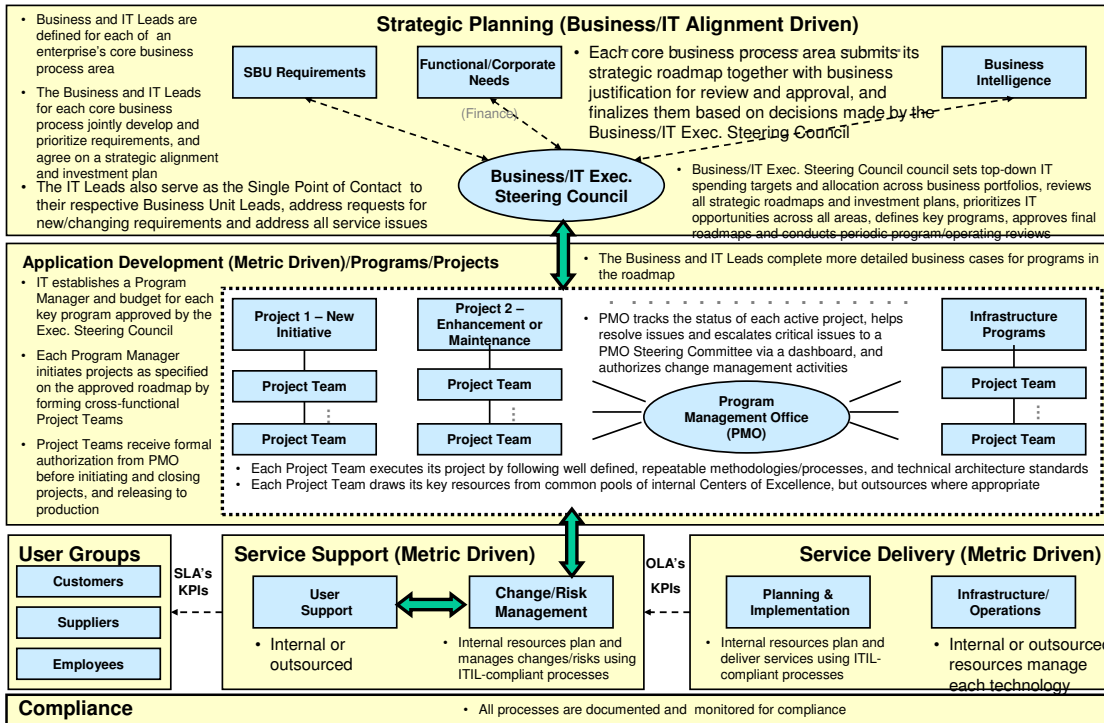 Strategic Planning (Business/IT Alignment Driven)
• Business and IT Leads are
defined for each of an
enterprise's core business
process area
• The Business and IT Leads
for each core business
process jointly develop and
prioritize requirements, and
agree on a strategic alignment
and investment plan
• The IT Leads also serve as the Single Point of Contact to
their respective Business Unit Leads, address requests for
new/changing requirements and address all service issues
SBU Requirements
Functional/Corporate
Needs
(Finance)
• Each core business process area submits its
strategic roadmap together with business
justification for review and approval, and
finalizes them based on decisions made by the
Business/IT Exec. Steering Council
Business
Intelligence
Business/IT Exec.
Steering Council
• Business/IT Exec. Steering Council council sets top-down IT
spending targets and allocation across business portfolios, reviews
all strategic roadmaps and investment plans, prioritizes IT
opportunities across all areas, defines key programs, approves final
roadmaps and conducts periodic program/operating reviews
Application Development (Metric Driven)/Programs/Projects
• The Business and IT Leads complete more detailed business cases for programs in
the roadmap
• IT establishes a Program
Manager and budget for each
key program approved by the
Exec. Steering Council
• Each Program Manager
initiates projects as specified
on the approved roadmap by
forming cross-functional
Project Teams
• Project Teams receive formal
authorization from PMO
before initiating and closing
projects, and releasing to
production
Project 1 – New
Initiative
Project Team
Project Team
Project 2 –
Enhancement or
Maintenance
Project Team
Project Team
• PMO tracks the status of each active project, helps
resolve issues and escalates critical issues to a
PMO Steering Committee via a dashboard, and
authorizes change management activities
Program
Management Office
(PMO)
Infrastructure
Programs
Project Team
Project Team
• Each Project Team executes its project by following well defined, repeatable methodologies/processes, and technical architecture standards
• Each Project Team draws its key resources from common pools of internal Centers of Excellence, but outsources where appropriate
User Groups
Customers
Suppliers
Employees
SLA's
KPIs
Service Support (Metric Driven)
User
Support
• Internal or
outsourced
Change/Risk
Management
• Internal resources plan and
manages changes/risks using
ITIL-compliant processes
OLA's
KPIs
Service Delivery (Metric Driven)
Planning &
Implementation
• Internal resources plan and
deliver services using ITIL-
compliant processes
Infrastructure/
Operations
• Internal or outsourced
resources manage
each technology
Compliance
• All processes are documented and monitored for compliance